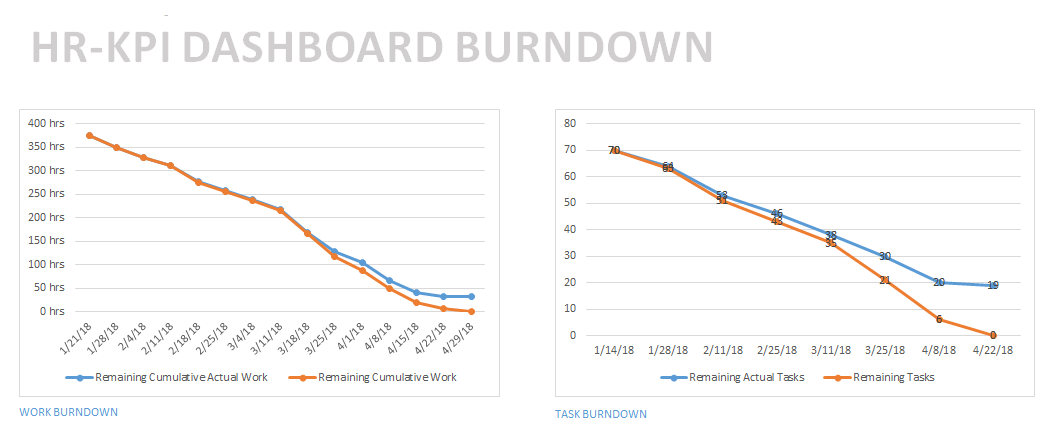 HR-KPİ DASHBOARD BURNDOWN
400 hrs
350 hrs
300 hrs
250 hrs
200 hrs
150 hrs
100 hrs
50 hrs
0 hrs
1/21/18 1/28/18 2/4/18 2/11/18 2/18/18 2/25/18 3/4/18 3/11/18 3/18/18 3/25/18 4/1/18 4/8/18 4/15/18 4/22/18 4/29/18
Remaining Cumulative Actual Work Remaining Cumulative Work
WORK BURNDOWN
80
70
60
50
40
30
20
10
0
70
64
63
53
51
46
43
38
35
30
21
20
6
19
0
1/14/18 1/28/18 2/11/18 2/25/18 3/11/18 3/25/18 4/8/18 4/22/18
Remaining Actual Tasks Remaining Tasks
TASK BURNDOWN